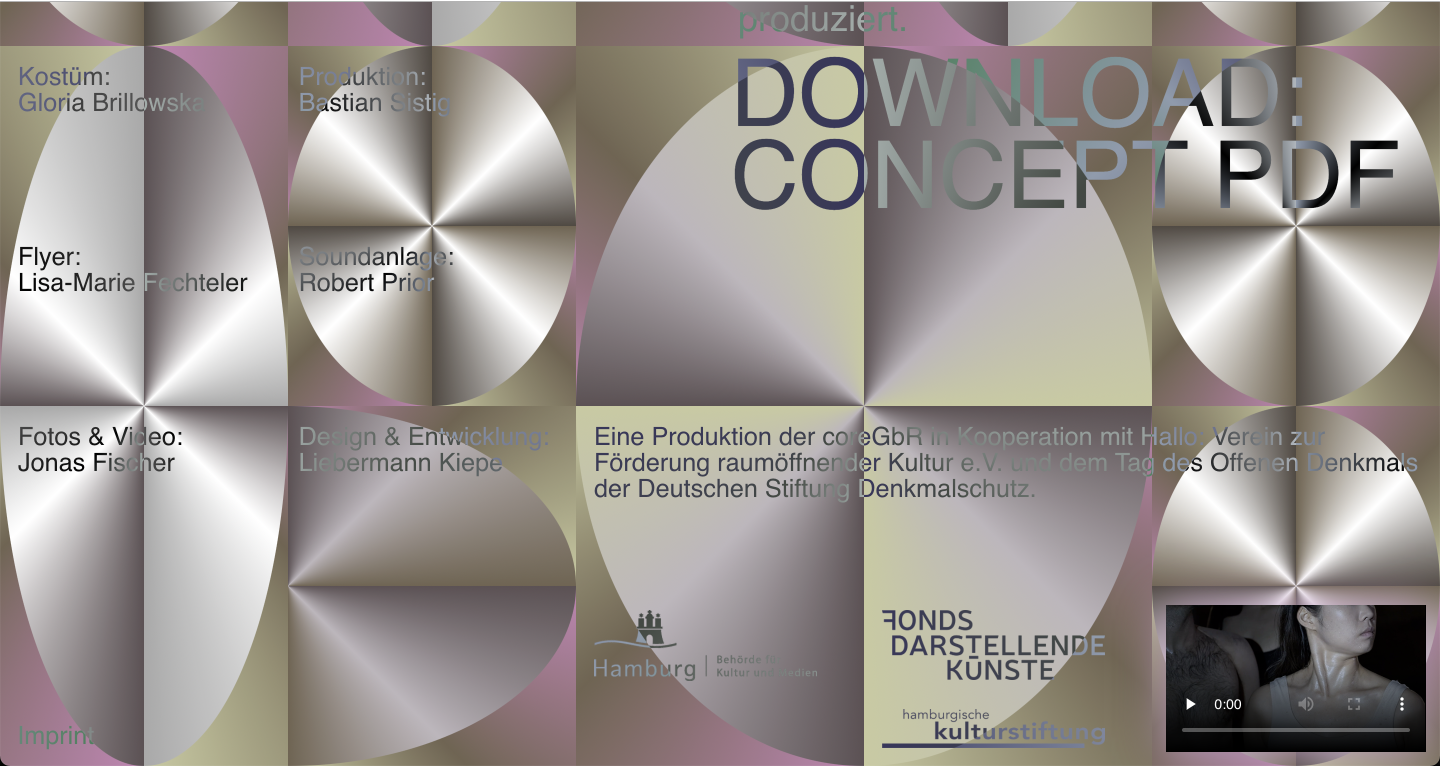 produziert.
DOWNLOAD:
CONCEPT PDF
Kostüm:
Gloria Brillowska
Produktion:
Bastian Sistig
Flyer:
Lisa-Marie Fechteler
Soundanlage:
Robert Prior
Fotos & Video:
Jonas Fischer
Design & Entwicklung:
Liebermann Kiepe
Eine Produktion der coreGbR in Kooperation mit Hallo: Verein zur
Förderung raumöffnender Kultur e.V. und dem Tag des Offenen Denkmals
der Deutschen Stiftung Denkmalschutz.
Hamburg
Behörde für
Kultur und Medien
FONDS
DARSTELLENDE
KÜNSTE
hamburgische
kulturstiftung
0:00
Imprint